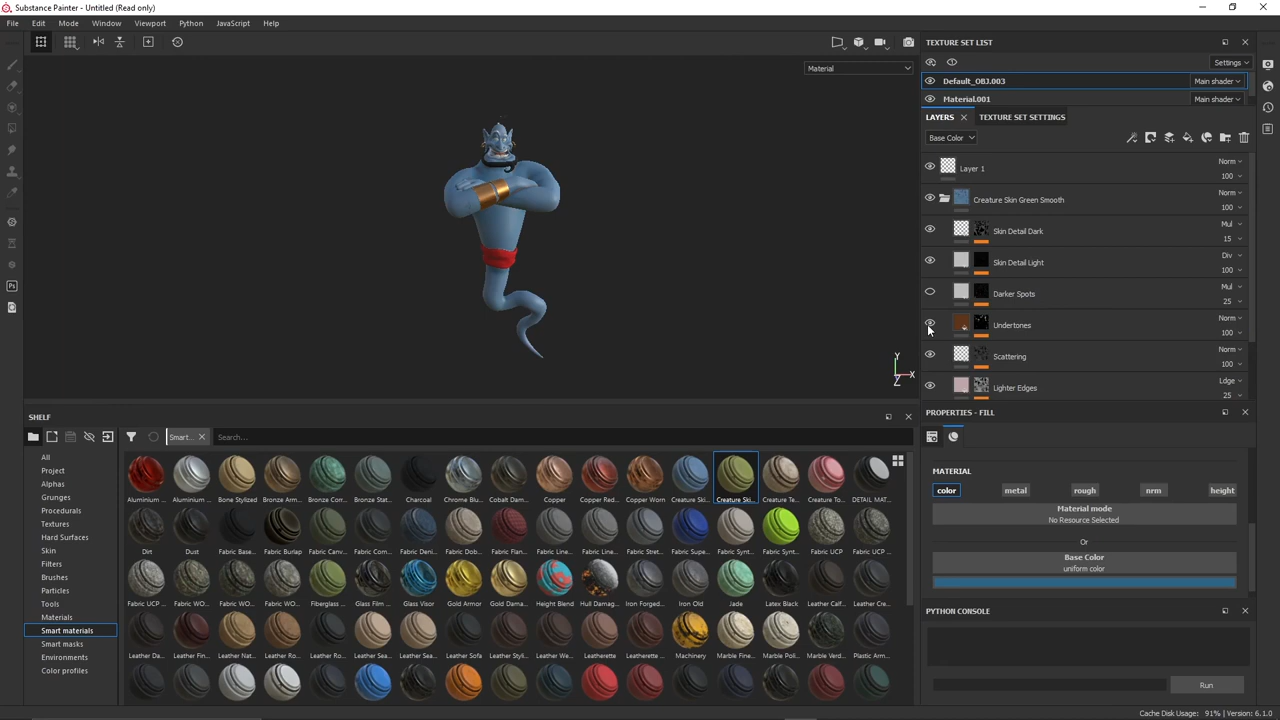 Substance Painter - Untitled (Read only)
File Edit Mode Window Viewport Python JavaScript Help
Material
TEXTURE SET LIST
Settings
Default_OBJ.003
Main shader
Material.001
Main shader
LAYERS
TEXTURE SET SETTINGS
Base Color
Layer 1
Norm
100
Creature Skin Green Smooth
Norm
100
Skin Detail Dark
Mul
15
Skin Detail Light
Div
100
Darker Spots
Mul
25
Undertones
Norm
100
Scattering
Norm
100
Lighter Edges
Ldge
25
Y
X
Z
PROPERTIES - FILL
MATERIAL
color metal rough nrm height
Material mode
No Resource Selected
Or
Base Color
uniform color
PYTHON CONSOLE
Run
SHELF
Smart...
Search...
All
Project
Alphas
Grunges
Procedurals
Textures
Hard Surfaces
Skin
Filters
Brushes
Particles
Tools
Materials
Smart materials
Smart masks
Environments
Color profiles
Aluminium ... Aluminium ... Bone Stylized Bronze Arm... Bronze Corr... Bronze Stat... Charcoal Chrome Blu... Cobalt Dam... Copper Copper Red... Copper Worn Creature Ski... Creature Ski... Creature Te... Creature To... DETAIL MAT...
Dirt Dust Fabric Base... Fabric Burlap Fabric Canv... Fabric Com... Fabric Deni... Fabric Dob... Fabric Flan... Fabric Line... Fabric Line... Fabric Stret... Fabric Supe... Fabric Synt... Fabric Synt... Fabric UCP Fabric UCP ...
Fabric UCP ... Fabric WO... Fabric WO... Fabric WO... Fiberglass ... Glass Film ... Glass Visor Gold Armor Gold Dama... Height Blend Hull Damag... Iron Forged... Iron Old Jade Latex Black Leather Calf... Leather Cre...
Leather Da... Leather Fin... Leather Nat... Leather Ro... Leather Ro... Leather Sea... Leather Sea... Leather Sofa Leather Styli... Leather We... Leatherette Leatherette ... Machinery Marble Fine... Marble Poli... Marble Verd... Plastic Arm...
Cache Disk Usage: 91% | Version: 6.1.0